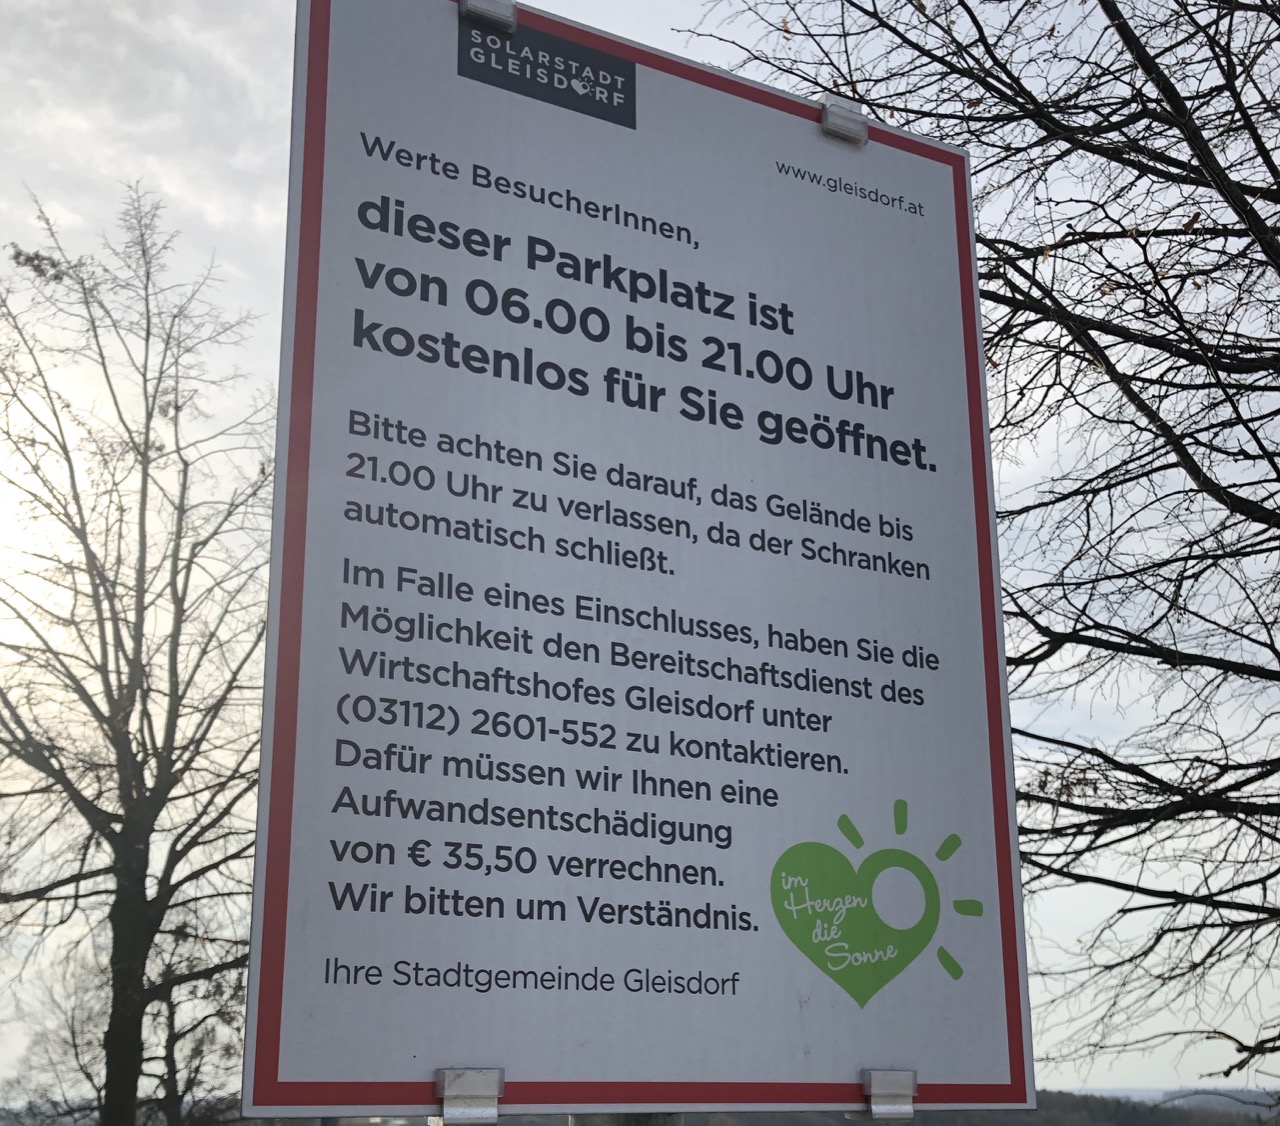 SOLARSTADT
GLEISDORF
www.gleisdorf.at
Werte BesucherInnen,
dieser Parkplatz ist
von 06.00 bis 21.00 Uhr
kostenlos für Sie geöffnet.
Bitte achten Sie darauf, das Gelände bis
21.00 Uhr zu verlassen, da der Schranken
automatisch schließt.
Im Falle eines Einschlusses, haben Sie die
Möglichkeit den Bereitschaftsdienst des
Wirtschaftshofes Gleisdorf unter
(03112) 2601-552 zu kontaktieren.
Dafür müssen wir Ihnen eine
Aufwandsentschädigung
von € 35,50 verrechnen.
Wir bitten um Verständnis.
im
Herzen
die
Sonne
Ihre Stadtgemeinde Gleisdorf